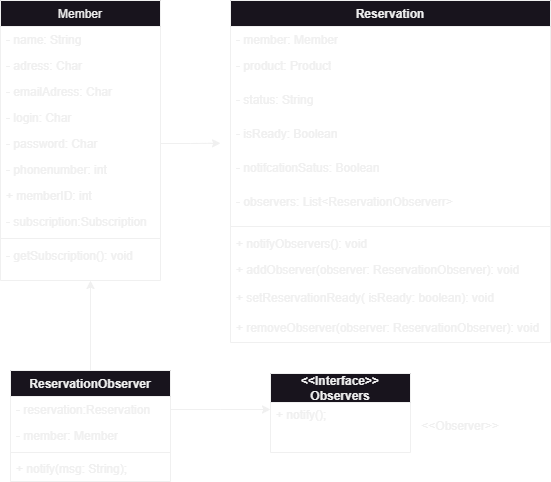 Member
- name: String
- adress: Char
- emailAdress: Char
- login: Char
- password: Char
- phonenumber: int
+ memberID: int
- subscription:Subscription
- getSubscription(): void
Reservation
- member: Member
- product: Product
- status: String
- isReady: Boolean
- notifcationSatus: Boolean
- observers: List<ReservationObserverr>
+ notifyObservers(): void
+ addObserver(observer: ReservationObserver): void
+ setReservationReady( isReady: boolean): void
+ removeObserver(observer: ReservationObserver): void
ReservationObserver
- reservation:Reservation
- member: Member
+ notify(msg: String);
<<Interface>>
Observers
+ notify();
<<Observer>>